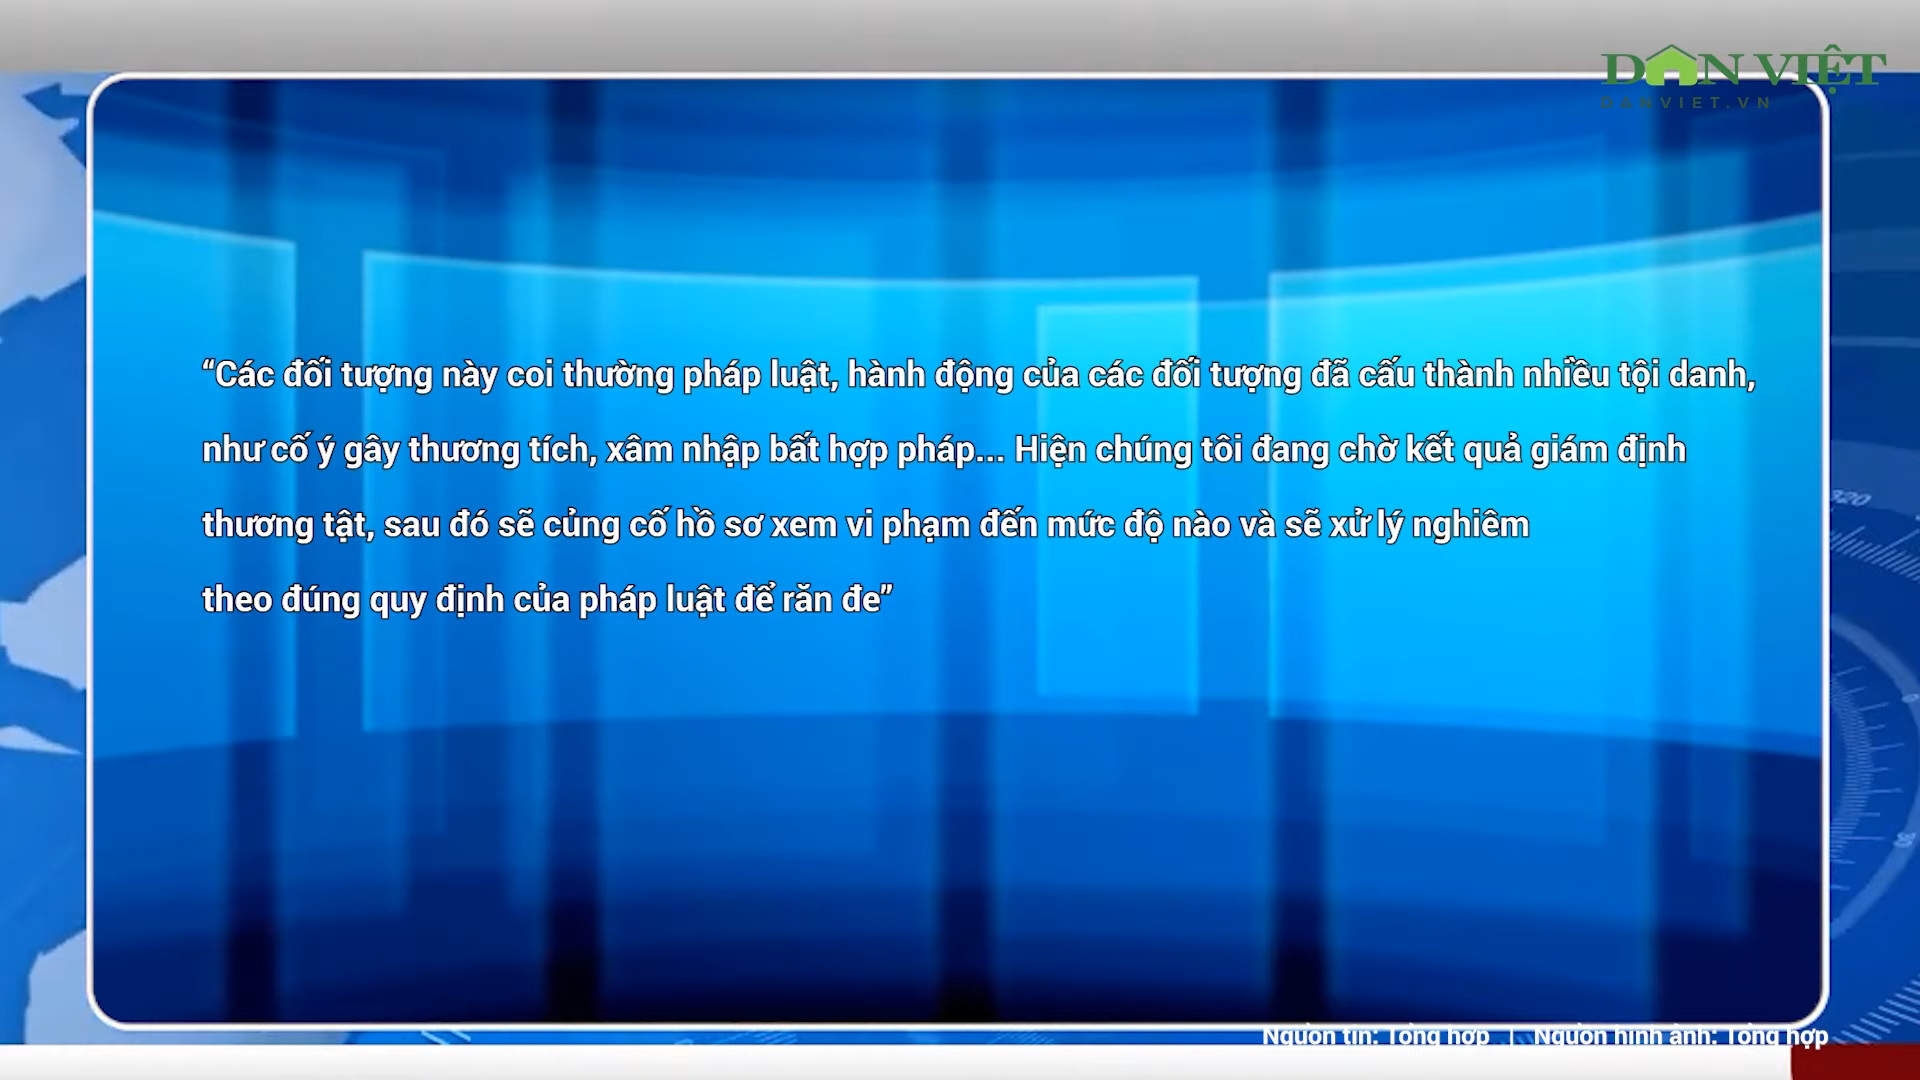 DÂN VIỆT
DANVIET.VN
“Các đối tượng này coi thường pháp luật, hành động của các đối tượng đã cấu thành nhiều tội danh,
như cố ý gây thương tích, xâm nhập bất hợp pháp... Hiện chúng tôi đang chờ kết quả giám định
thương tật, sau đó sẽ củng cố hồ sơ xem vi phạm đến mức độ nào và sẽ xử lý nghiêm
theo đúng quy định của pháp luật để răn đe”
320
Nguồn tin: Tổng hợp | Nguồn hình ảnh: Tổng hợp